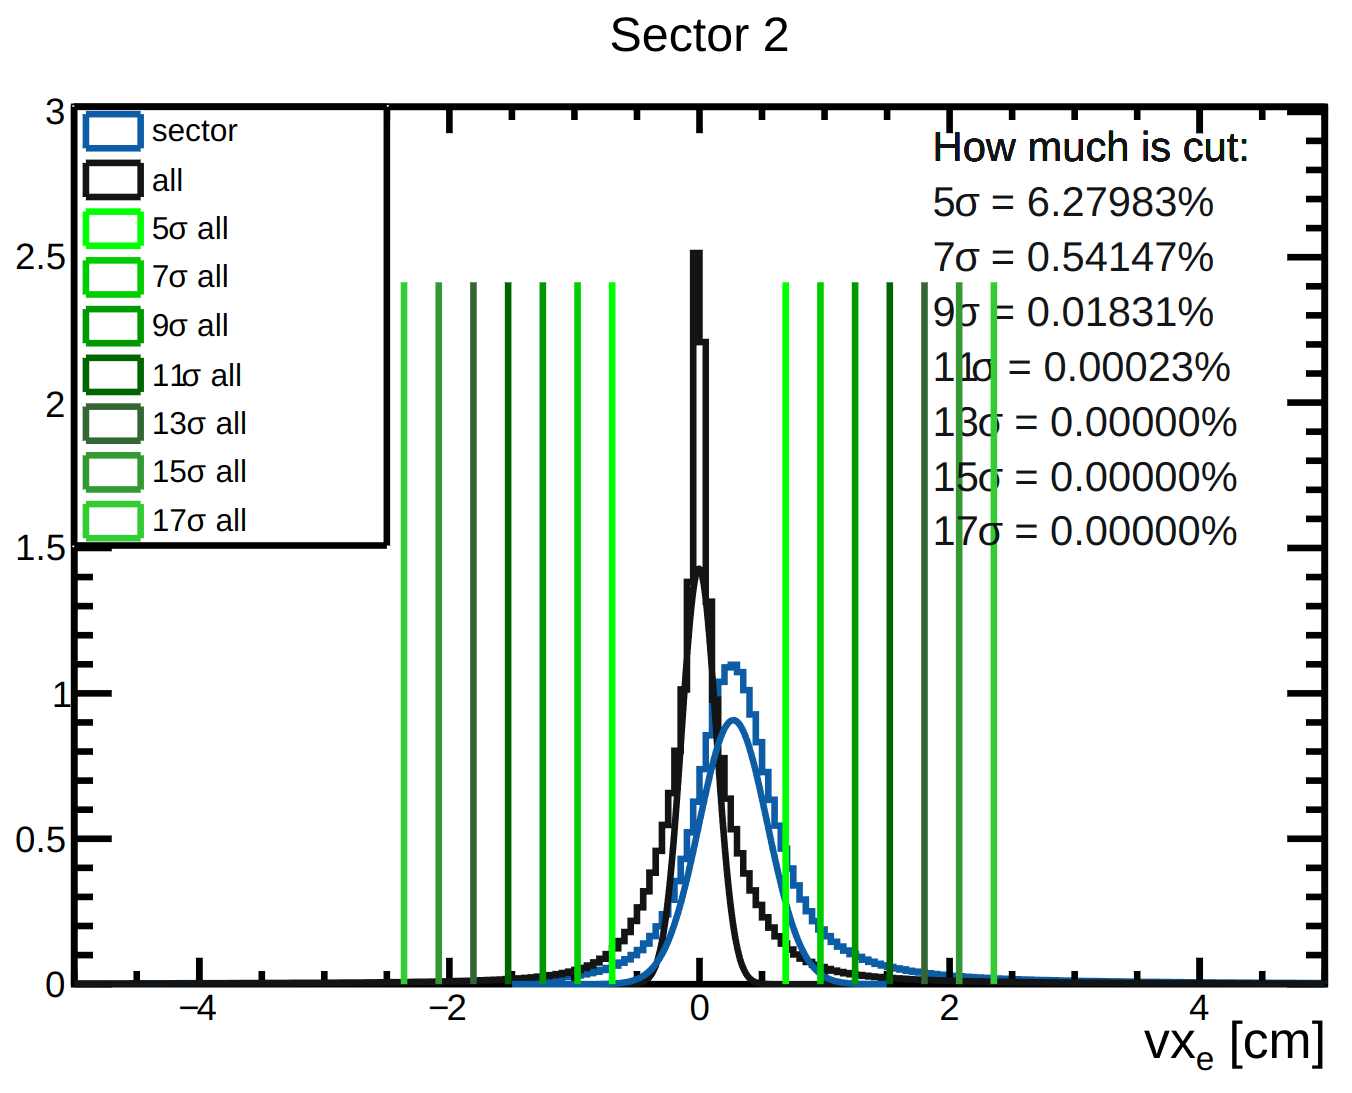 Sector 2
3
2.5
2
1.5
1
0.5
0
sector
all
5σ all
7σ all
9σ all
11σ all
13σ all
15σ all
17σ all
How much is cut:
5σ = 6.27983%
7σ = 0.54147%
9σ = 0.01831%
11σ = 0.00023%
13σ = 0.00000%
15σ = 0.00000%
17σ = 0.00000%
−4 −2 0 2 4
vxₑ [cm]